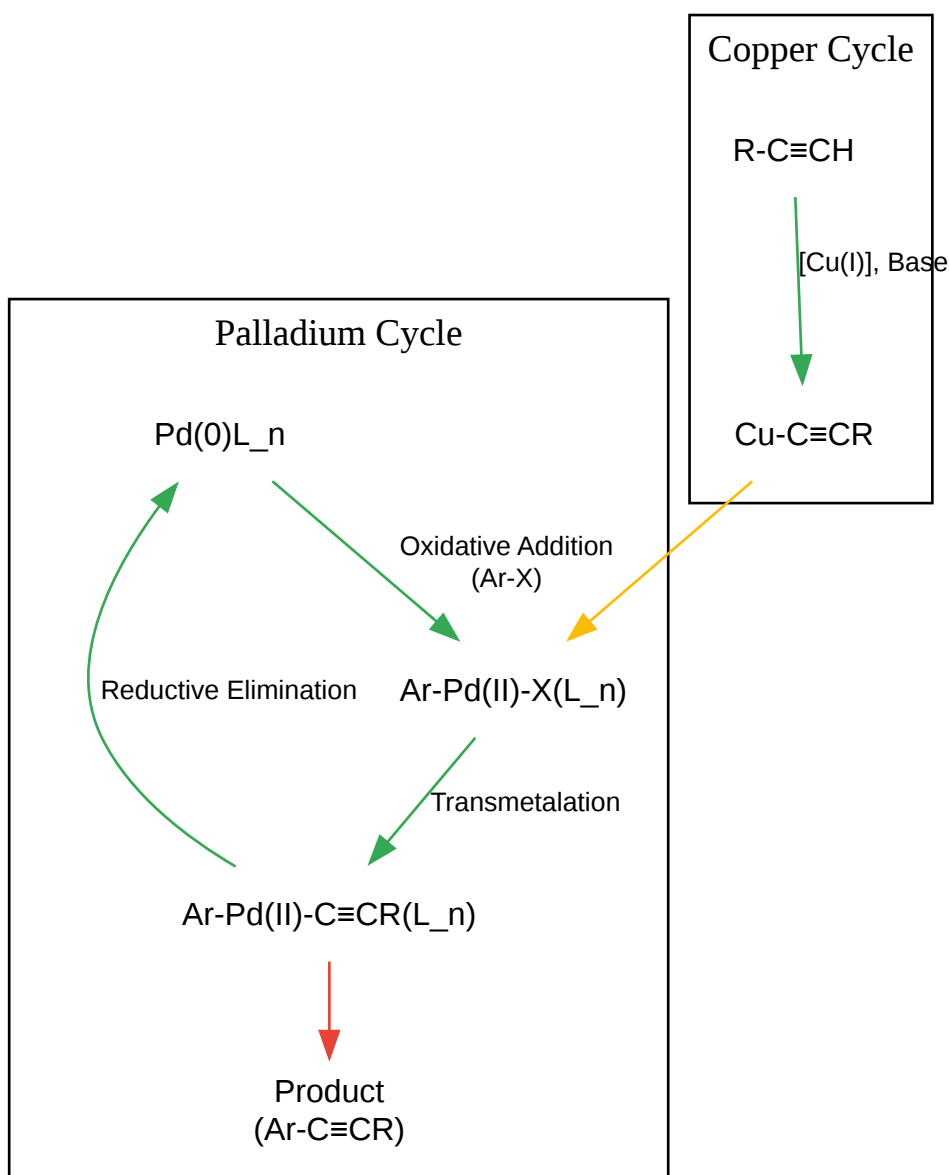 Copper Cycle
R-C≡CH
[Cu(I)], Base
Cu-C≡CR
Palladium Cycle
Pd(0)L_n
Oxidative Addition
(Ar-X)
Reductive Elimination
Ar-Pd(II)-X(L_n)
Transmetalation
Ar-Pd(II)-C≡CR(L_n)
Product
(Ar-C≡CR)